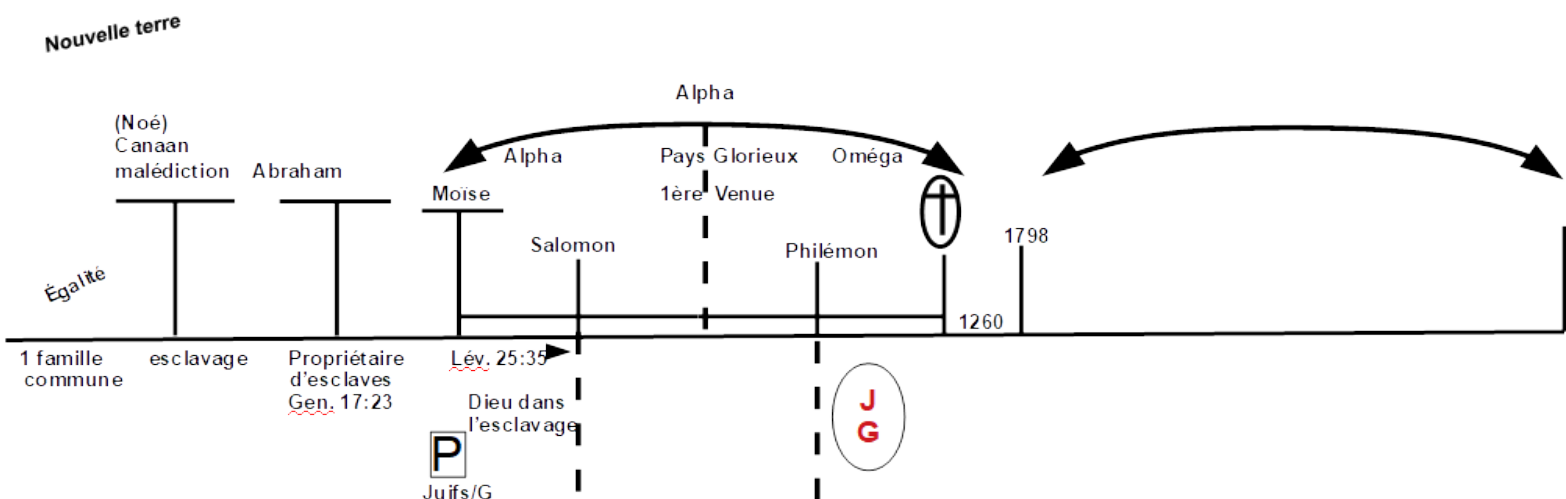 Nouvelle terre
Alpha
(Noé)
Canaan
malédiction
Abraham
Alpha
Pays Glorieux
Oméga
Moïse
1ère Venue
Salomon
Philémon
1798
Égalité
1260
1 famille
commune
esclavage
Propriétaire
d'esclaves
Gen. 17:23
Lév. 25:35
Dieu dans
l'esclavage
J
G
P
Juifs/G